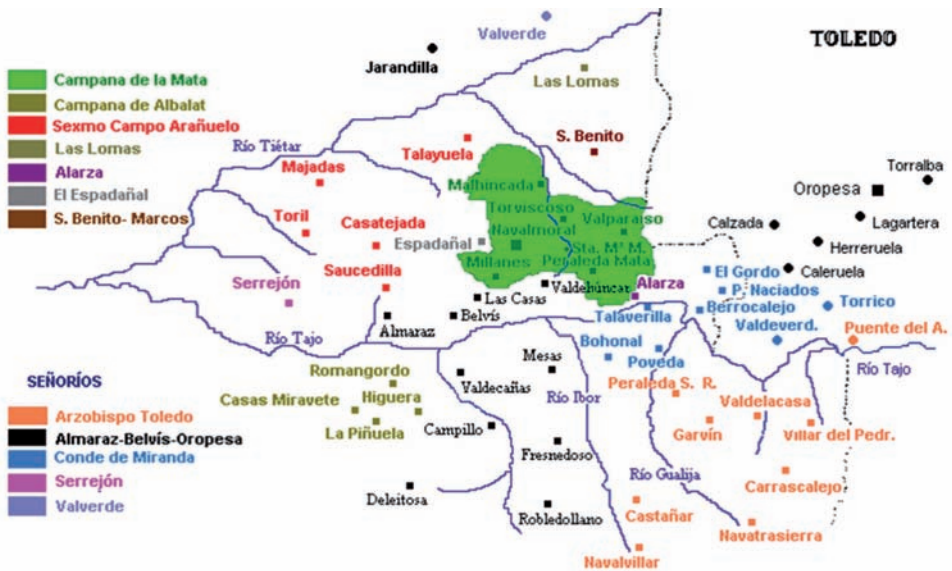 Valverde
TOLEDO
Jarandilla
Las Lomas
Campana de la Mata
Campana de Albalat
Sexmo Campo Arañuelo
Las Lomas
Alarza
El Espadañal
S. Benito- Marcos
Río Tiétar
Talayuela
S. Benito
Majadas
Malhincada
Torralba
Oropesa
Toril
Casatejada
Torviscoso
Valparaiso
Navalmoral
Calzada
Lagartera
Espadañal
Sta. Mª M.
Herreruela
Saucedilla
Millanes
Peraleda Mata
El Gordo
Caleruela
Serrejón
Las Casas
Valdehúncar
Alarza
P. Naciados
Almaraz
Belvís
Talaverilla
Berrocalejo
Torrico
Valdeverd.
Puente del A.
Río Tajo
Bohonal
Poveda
Río Tajo
Mesas
Romangordo
Valdecañas
Peraleda S. R.
SEÑORÍOS
Casas Miravete
Higuera
Río Ibor
Valdelacasa
Arzobispo Toledo
La Piñuela
Campillo
Garvín
Villar del Pedr.
Almaraz-Belvís-Oropesa
Fresnedoso
Conde de Miranda
Río Gualija
Carrascalejo
Serrejón
Deleitosa
Valverde
Robledollano
Castañar
Navatrasierra
Navalvillar